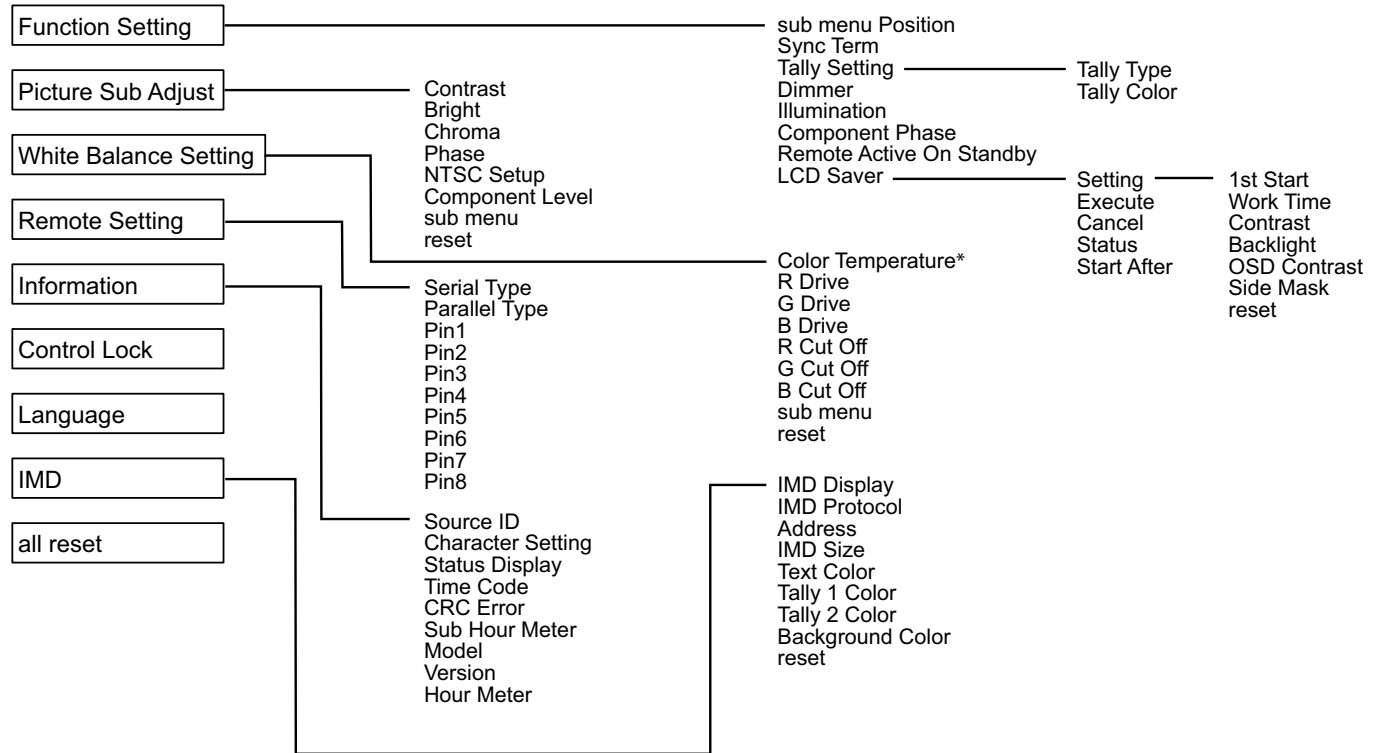 Function Setting
Picture Sub Adjust
White Balance Setting
Remote Setting
Information
Control Lock
Language
IMD
all reset
Contrast
Bright
Chroma
Phase
NTSC Setup
Component Level
sub menu
reset
Serial Type
Parallel Type
Pin1
Pin2
Pin3
Pin4
Pin5
Pin6
Pin7
Pin8
Source ID
Character Setting
Status Display
Time Code
CRC Error
Sub Hour Meter
Model
Version
Hour Meter
sub menu Position
Sync Term
Tally Setting
Dimmer
Illumination
Component Phase
Remote Active On Standby
LCD Saver
Color Temperature*
R Drive
G Drive
B Drive
R Cut Off
G Cut Off
B Cut Off
sub menu
reset
IMD Display
IMD Protocol
Address
IMD Size
Text Color
Tally 1 Color
Tally 2 Color
Background Color
reset
Tally Type
Tally Color
Setting
Execute
Cancel
Status
Start After
1st Start
Work Time
Contrast
Backlight
OSD Contrast
Side Mask
reset